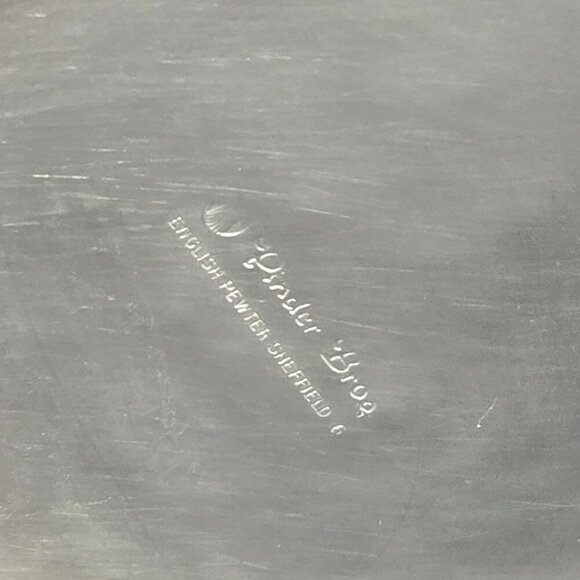 Pinder Bros
ENGLISH PEWTER SHEFFIELD 6